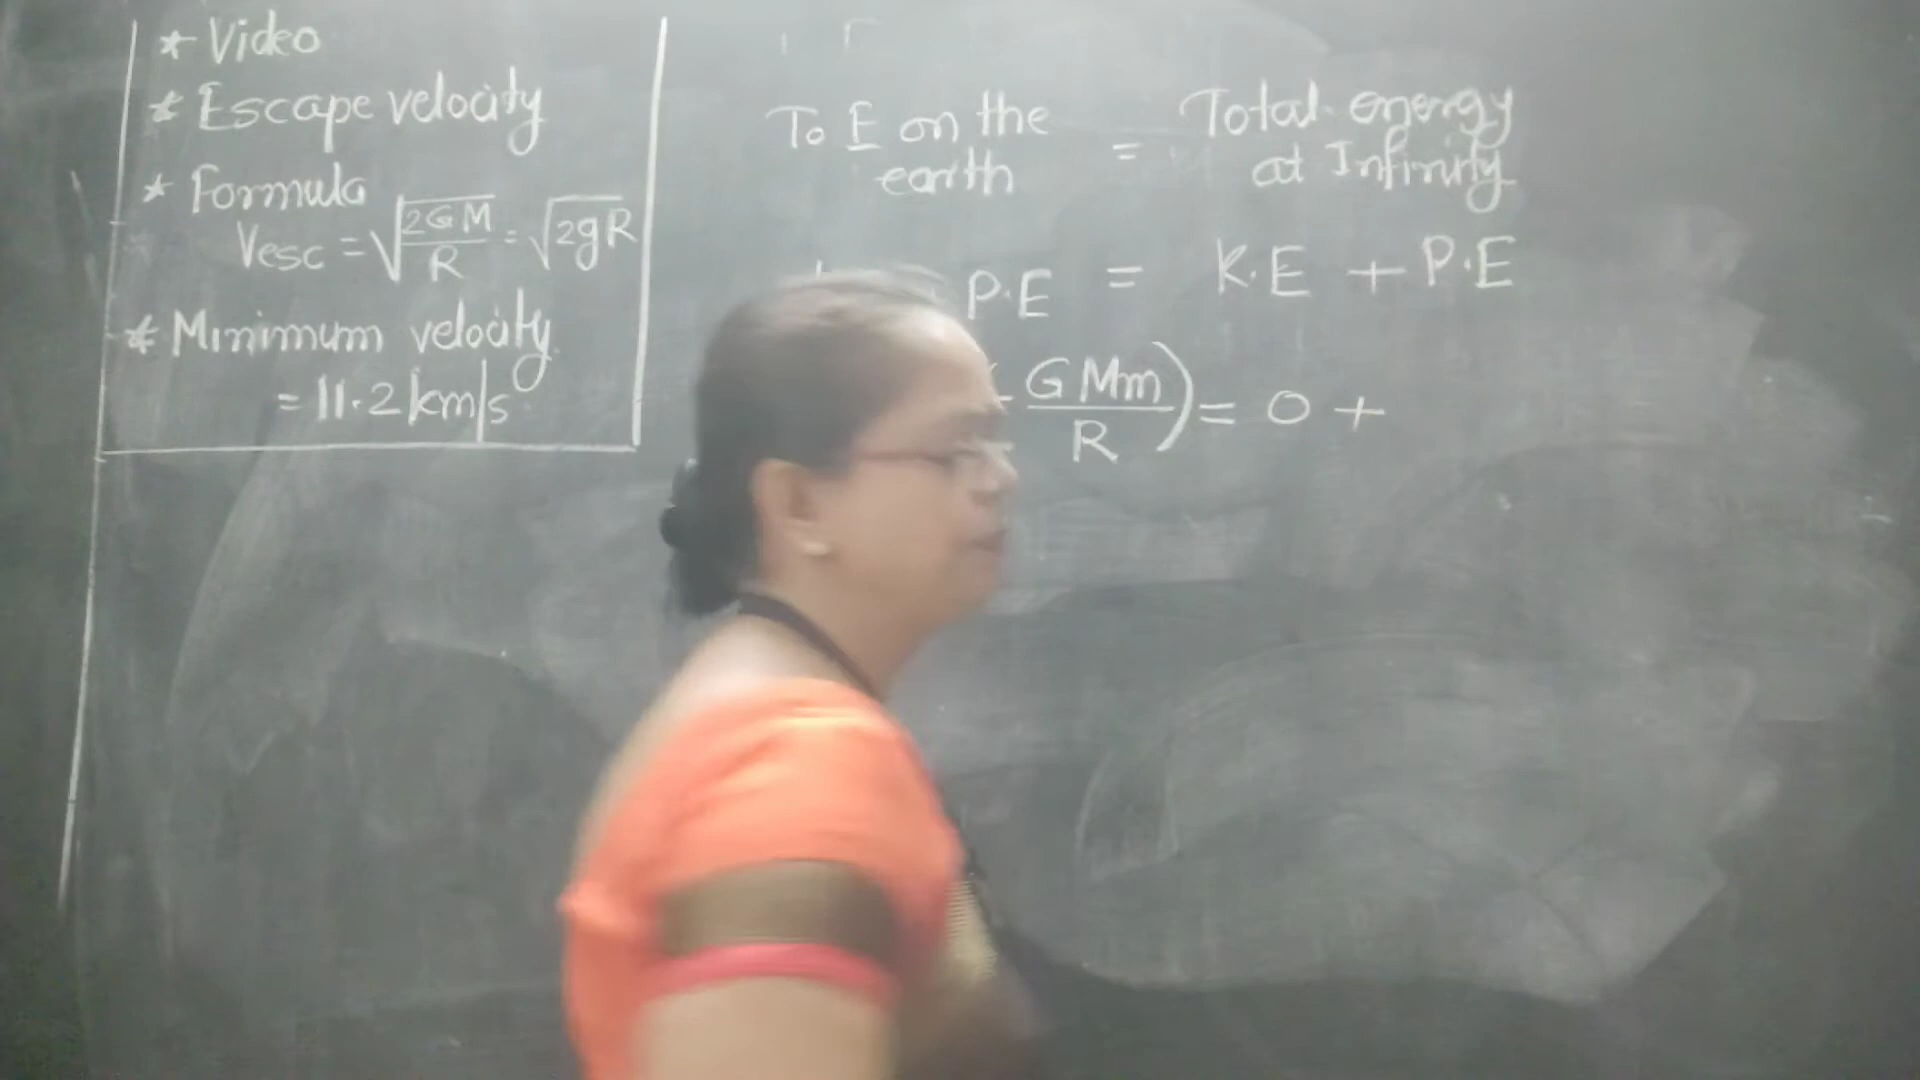 * Video
* Escape velocity
* Formula
Vesc = √(2GM/R) = √2gR
* Minimum velocity
= 11.2 km/s
To E on the earth = Total energy at Infinity
+ P.E = K.E + P.E
(- GMm/R) = 0 +